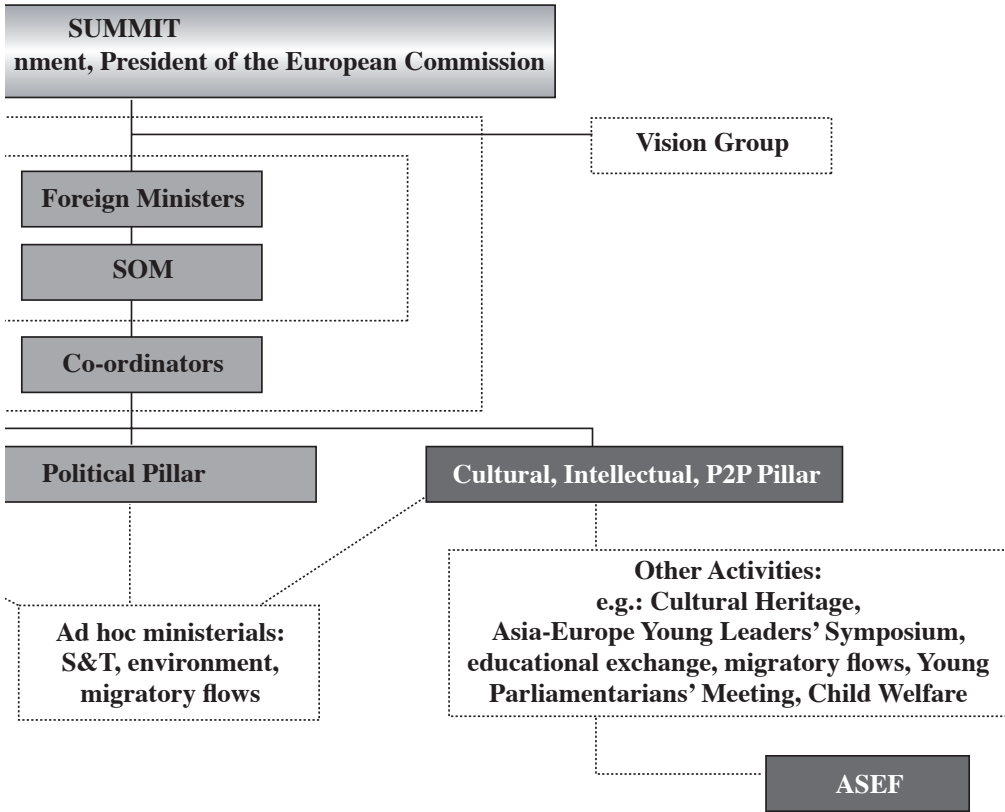 SUMMIT
nment, President of the European Commission
Vision Group
Foreign Ministers
SOM
Co-ordinators
Political Pillar
Cultural, Intellectual, P2P Pillar
Ad hoc ministerials:
S&T, environment,
migratory flows
Other Activities:
e.g.: Cultural Heritage,
Asia-Europe Young Leaders’ Symposium,
educational exchange, migratory flows, Young
Parliamentarians’ Meeting, Child Welfare
ASEF